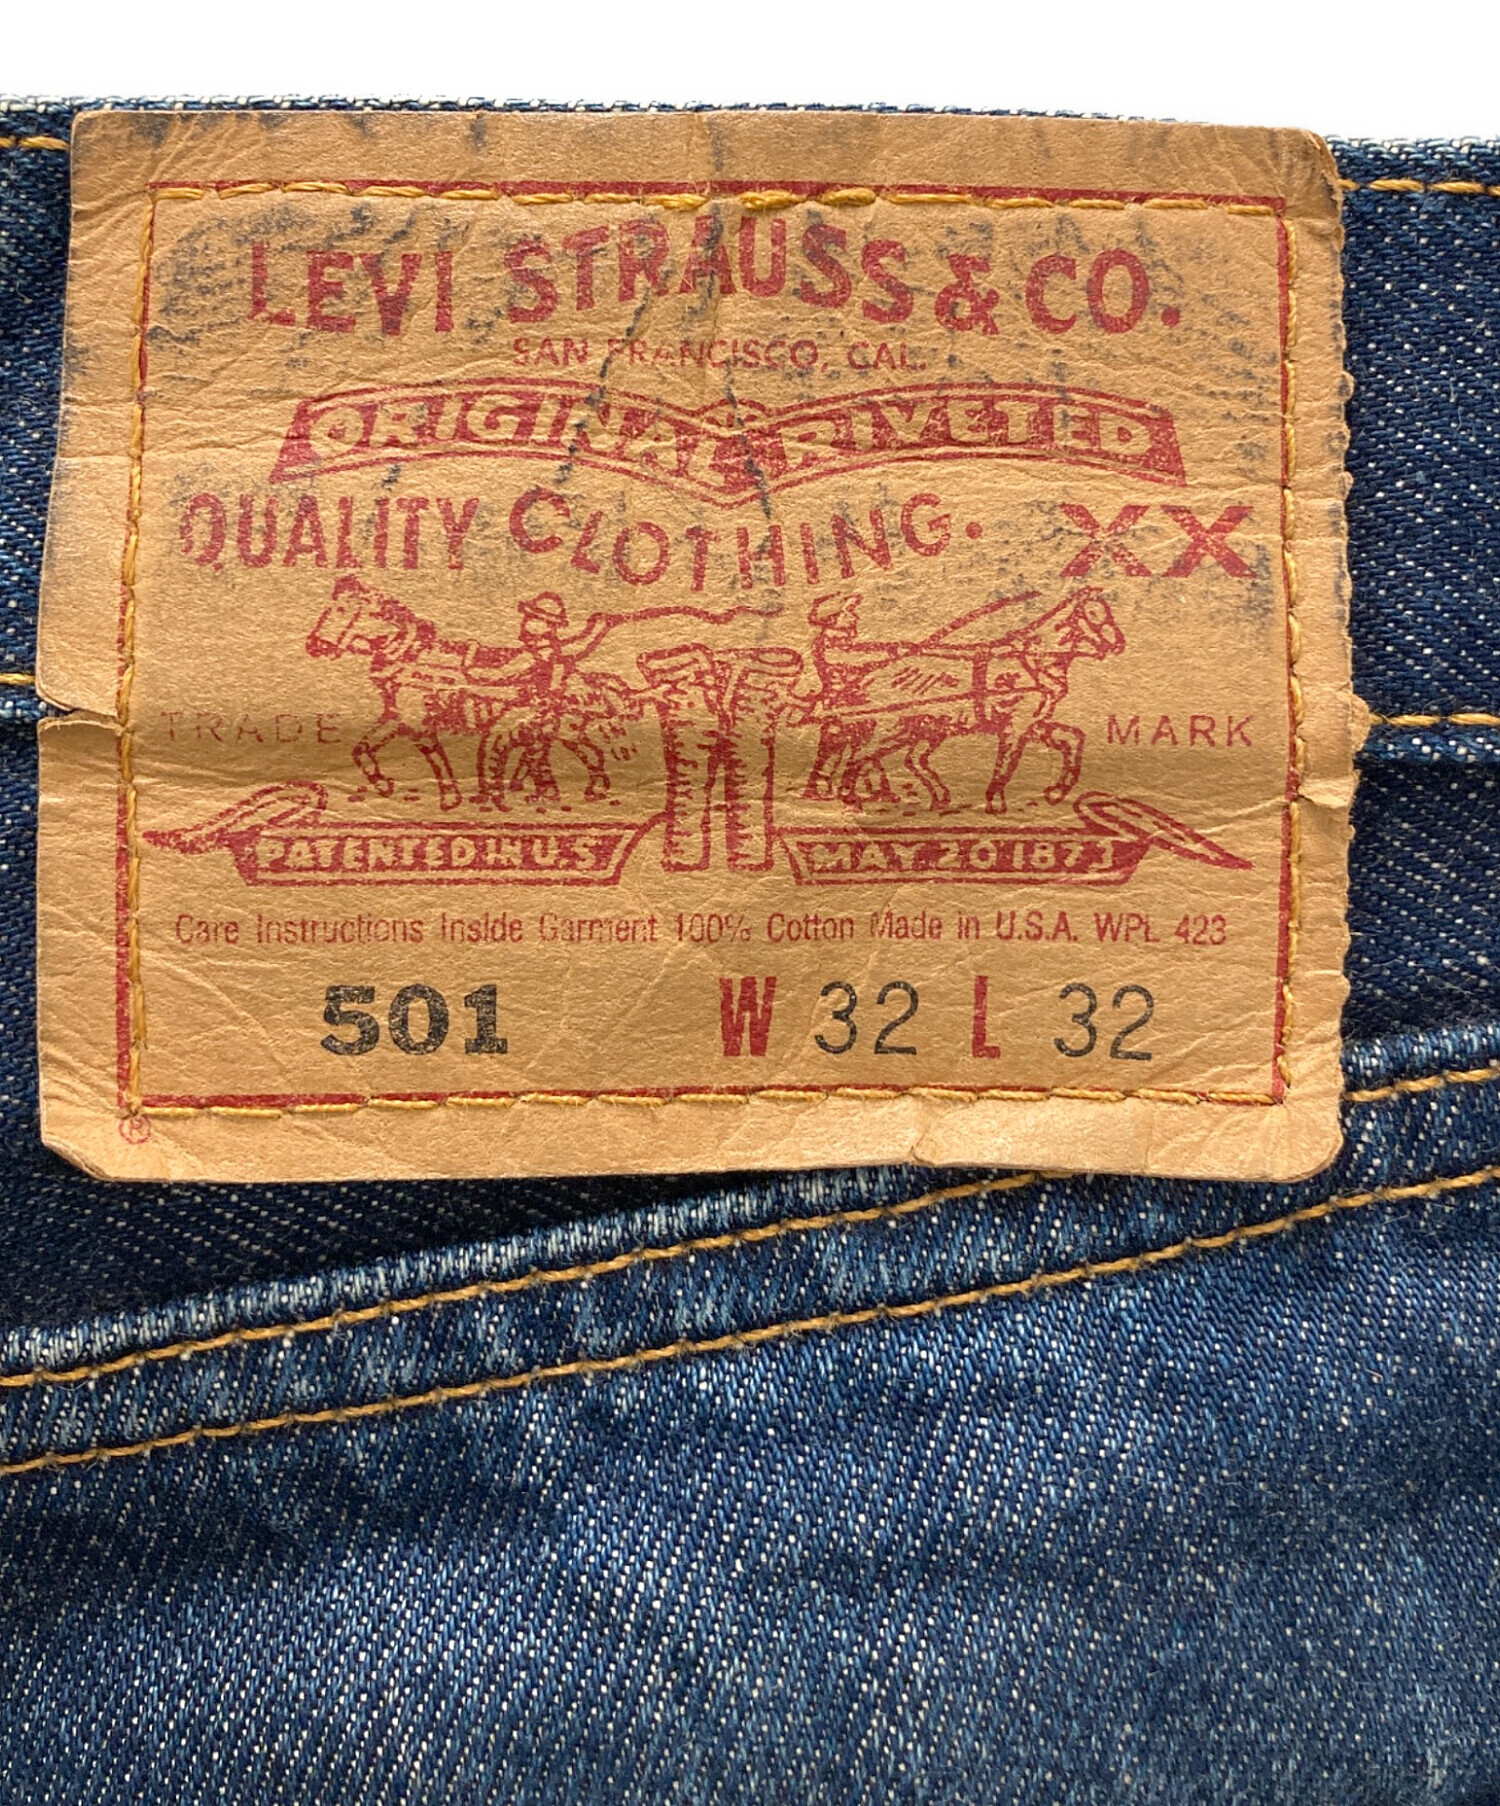 LEVI STRAUSS & CO.
SAN FRANCISCO, CAL.
ORIGINAL RIVETED
QUALITY CLOTHING. XX
TRADE MARK
PATENTED IN U.S MAY 20 1873
Care Instructions Inside Garment 100% Cotton Made in U.S.A. WPL 423
501 W 32 L 32
®